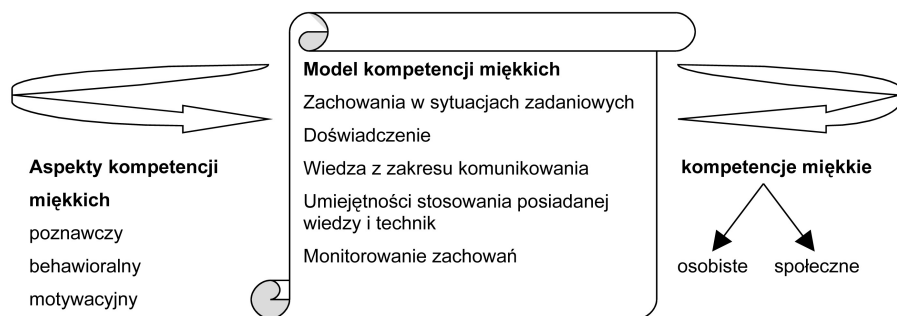 Model kompetencji miękkich
Zachowania w sytuacjach zadaniowych
Doświadczenie
Wiedza z zakresu komunikowania
Umiejętności stosowania posiadanej
wiedzy i technik
Monitorowanie zachowań
Aspekty kompetencji
miękkich
poznawczy
behawioralny
motywacyjny
kompetencje miękkie
osobiste społeczne